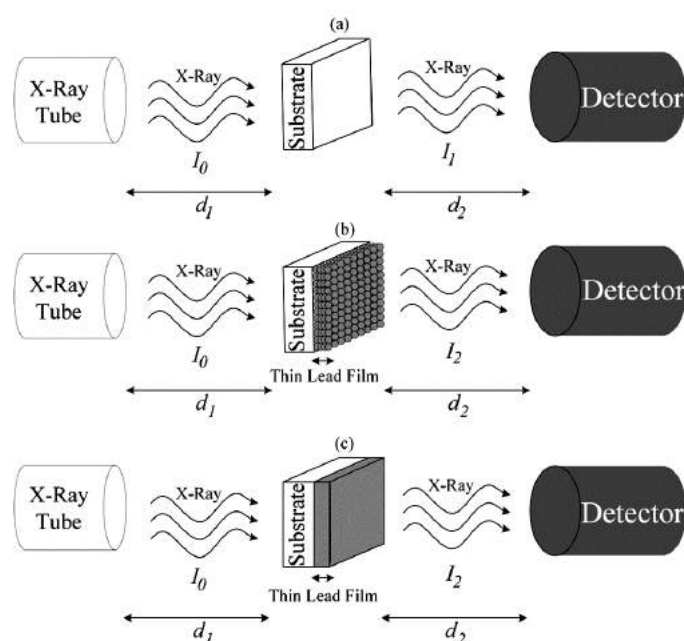 (a)
X-Ray
Tube
X-Ray
Substrate
X-Ray
Detector
I0
I1
d1
d2
(b)
X-Ray
Tube
X-Ray
Substrate
X-Ray
Detector
I0
I2
Thin Lead Film
d1
d2
(c)
X-Ray
Tube
X-Ray
Substrate
X-Ray
Detector
I0
I2
Thin Lead Film
d1
d2